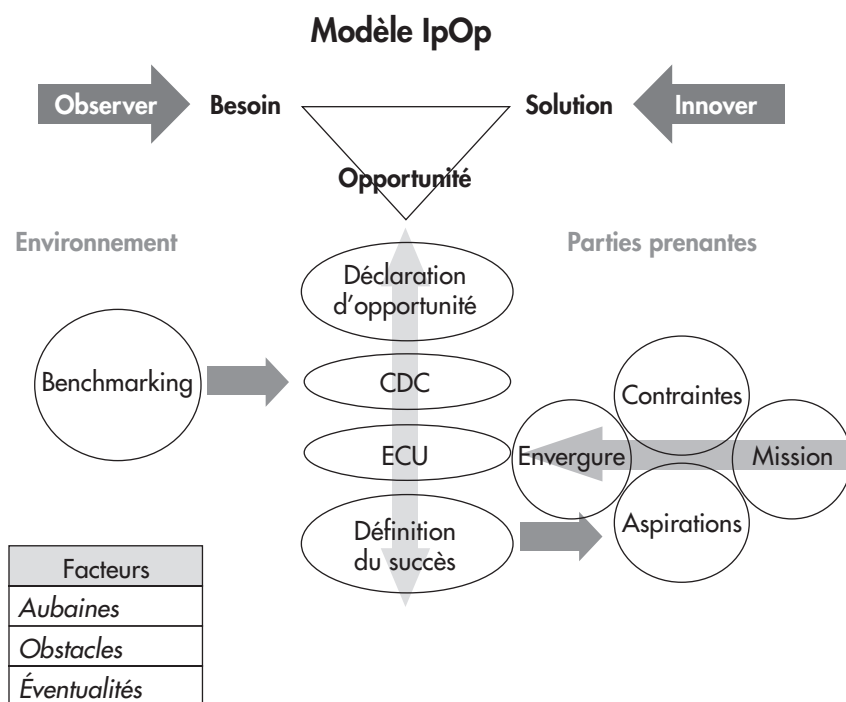 Modèle IpOp
Observer
Besoin
Solution
Innover
Opportunité
Environnement
Parties prenantes
Déclaration
d'opportunité
Benchmarking
CDC
Contraintes
ECU
Envergure
Mission
Définition
du succès
Aspirations
Facteurs
Aubaines
Obstacles
Éventualités